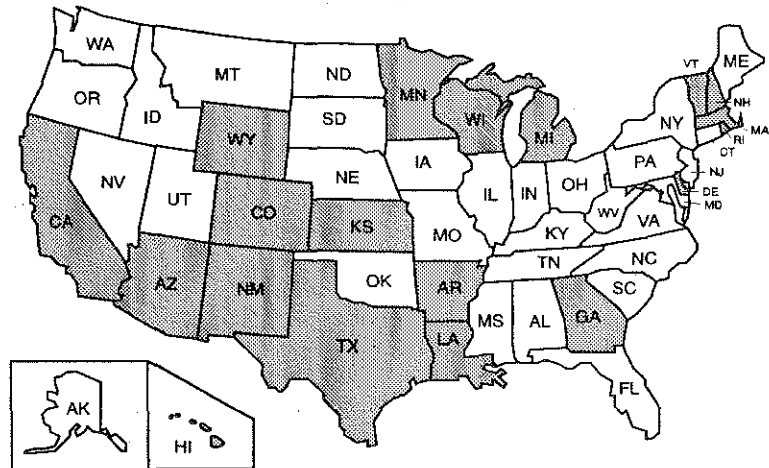 WA
MT
ND
MN
VT
ME
OR
ID
SD
WI
MI
NH
MA
NY
RI
CT
WY
IA
PA
NJ
NE
OH
DE
MD
NV
UT
IL
IN
WV
VA
CA
CO
KS
MO
KY
NC
TN
AZ
NM
OK
AR
SC
MS
AL
GA
TX
LA
FL
AK
HI